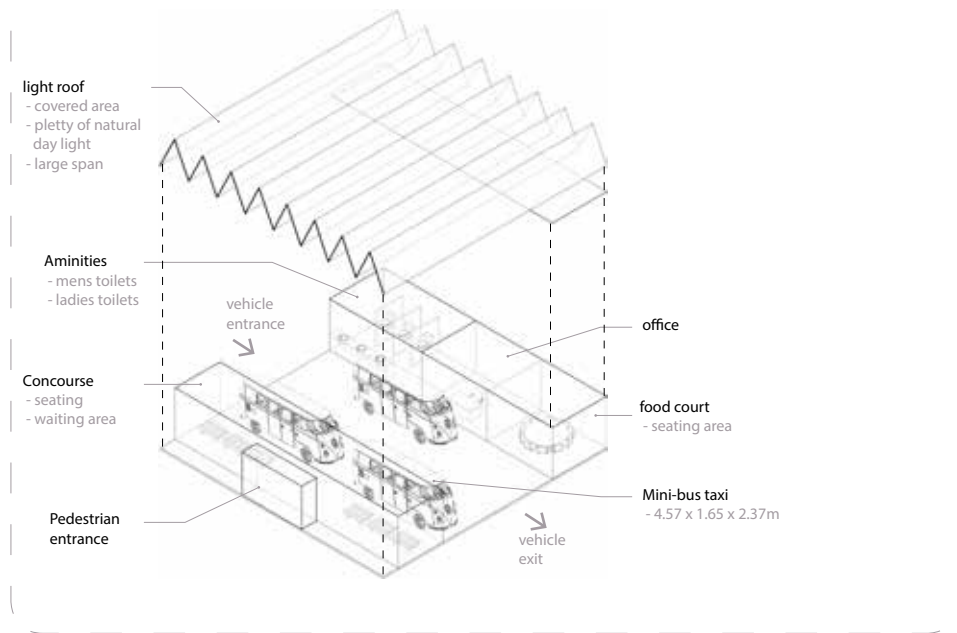 light roof
- covered area
- pletty of natural
day light
- large span
Aminities
- mens toilets
- ladies toilets
vehicle
entrance
office
Concourse
- seating
- waiting area
food court
- seating area
Mini-bus taxi
- 4.57 x 1.65 x 2.37m
Pedestrian
entrance
vehicle
exit